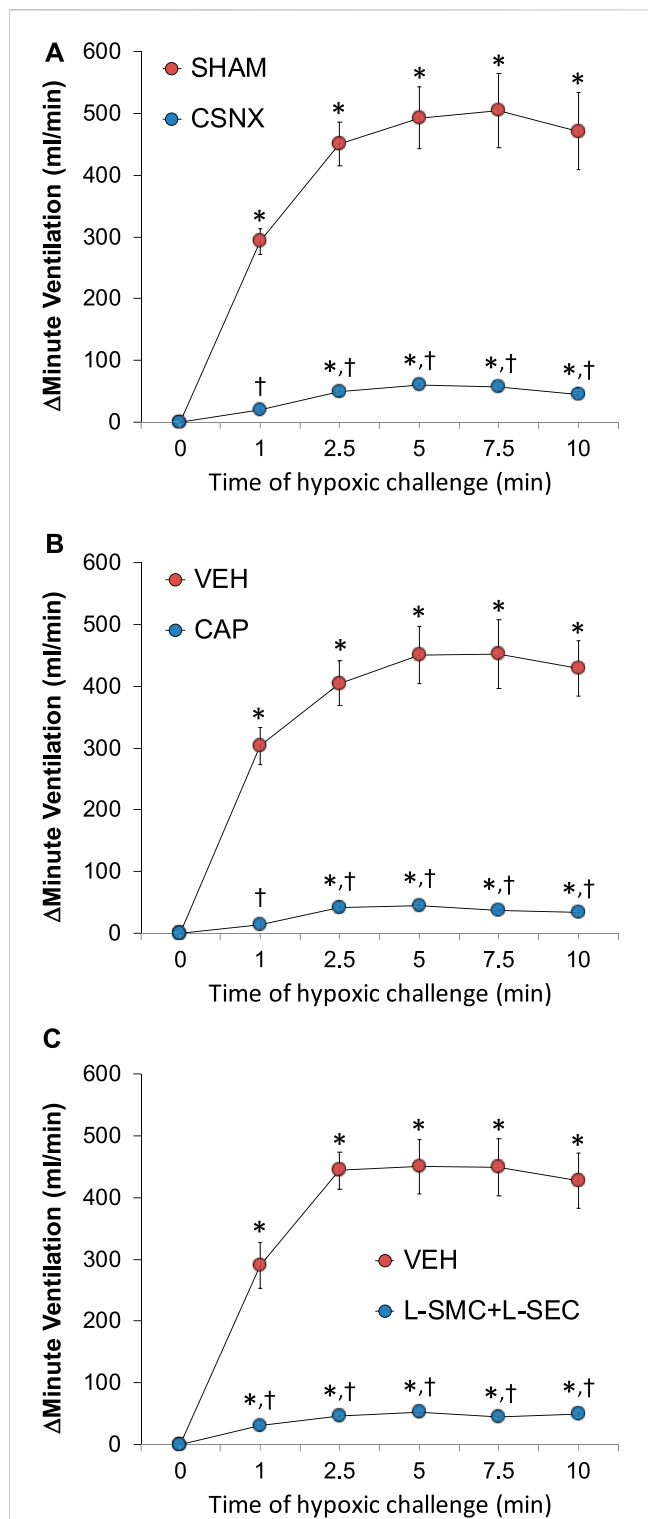 A
600
SHAM
CSNX
500
400
300
200
100
0
* * * * *
† *,† *,† *,† *,†
0 1 2.5 5 7.5 10
ΔMinute Ventilation (ml/min)
Time of hypoxic challenge (min)
B
600
VEH
CAP
500
400
300
200
100
0
* * * * *
† *,† *,† *,† *,†
0 1 2.5 5 7.5 10
ΔMinute Ventilation (ml/min)
Time of hypoxic challenge (min)
C
600
500
400
300
200
100
0
* * * * *
VEH
L-SMC+L-SEC
*,† *,† *,† *,† *,†
0 1 2.5 5 7.5 10
ΔMinute Ventilation (ml/min)
Time of hypoxic challenge (min)